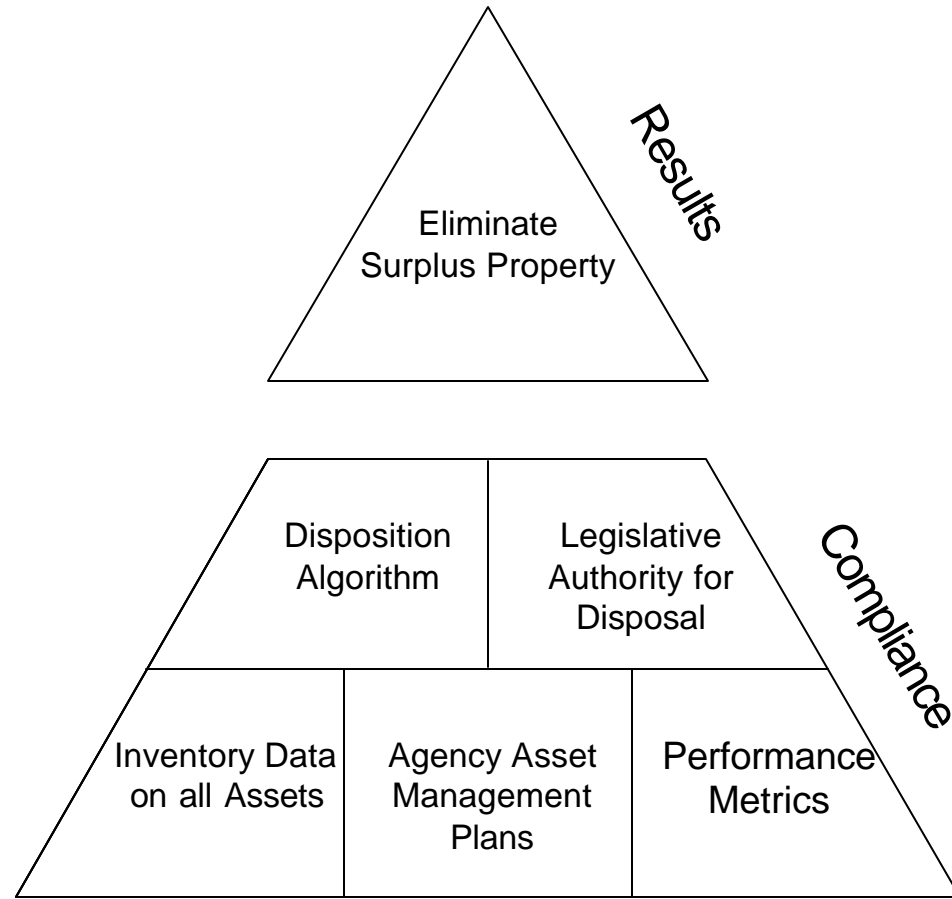 Results
Eliminate
Surplus Property
Compliance
Disposition
Algorithm
Legislative
Authority for
Disposal
Inventory Data
on all Assets
Agency Asset
Management
Plans
Performance
Metrics